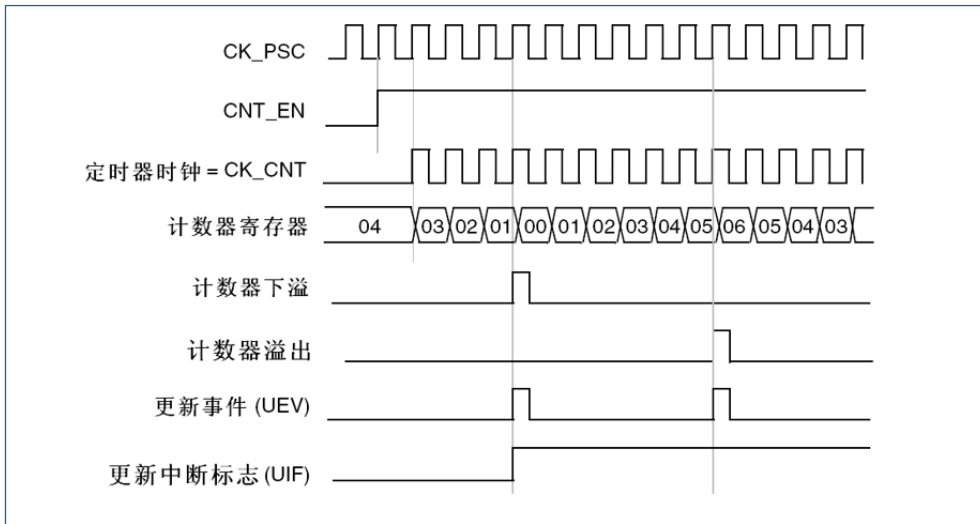 CK_PSC
CNT_EN
定时器时钟 = CK_CNT
计数器寄存器 04 03 02 01 00 01 02 03 04 05 06 05 04 03
计数器下溢
计数器溢出
更新事件 (UEV)
更新中断标志 (UIF)